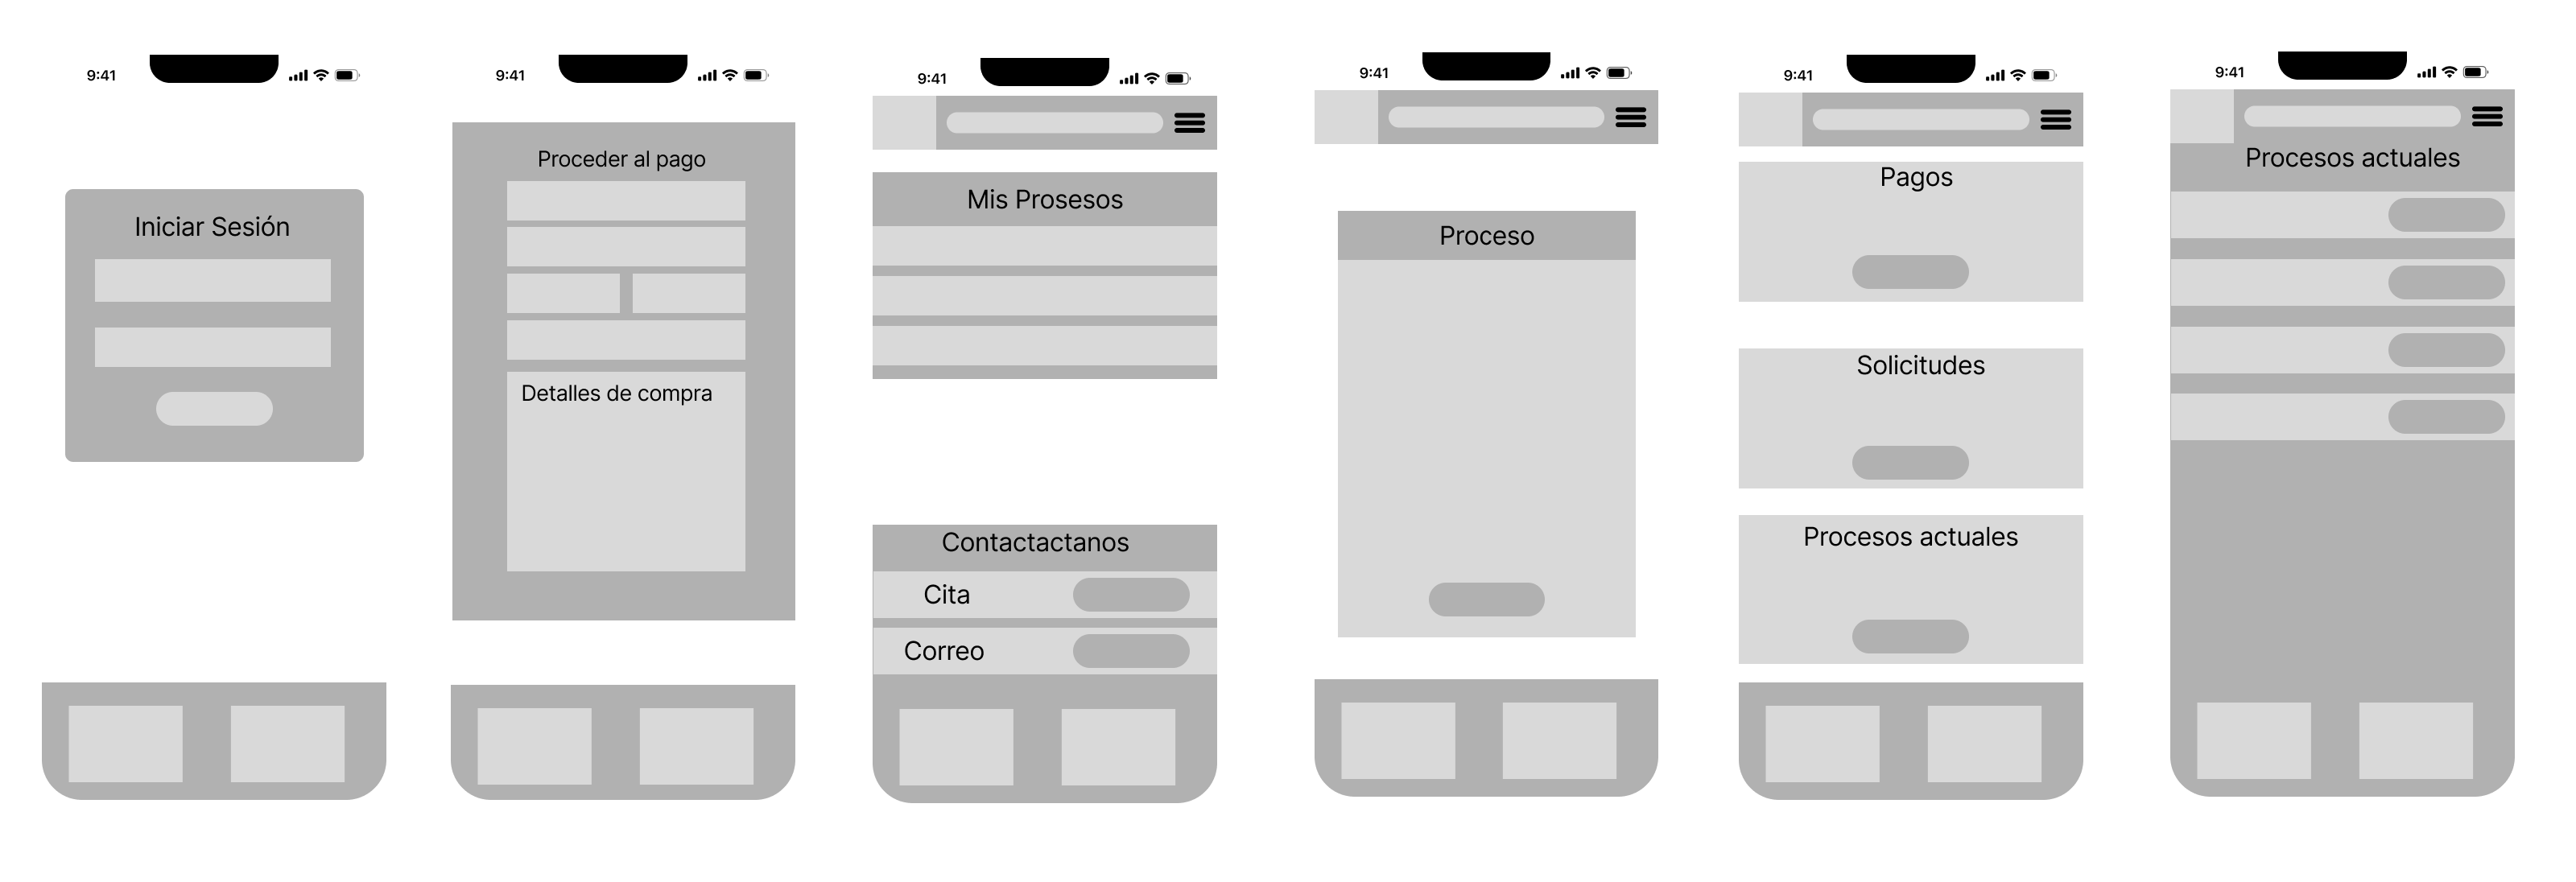 9:41
Iniciar Sesión
9:41
Proceder al pago
Detalles de compra
9:41
Mis Prosesos
Contactactanos
Cita
Correo
9:41
Proceso
9:41
Pagos
Solicitudes
Procesos actuales
9:41
Procesos actuales